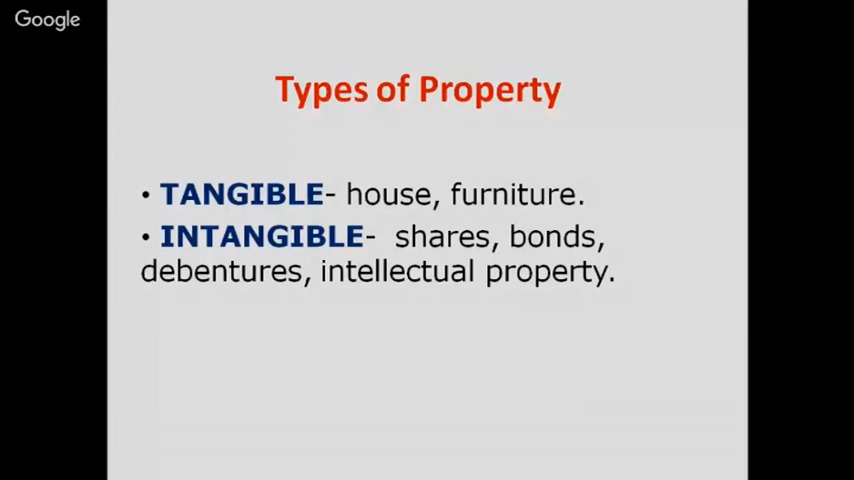 Google
Types of Property
• TANGIBLE- house, furniture.
• INTANGIBLE- shares, bonds,
debentures, intellectual property.